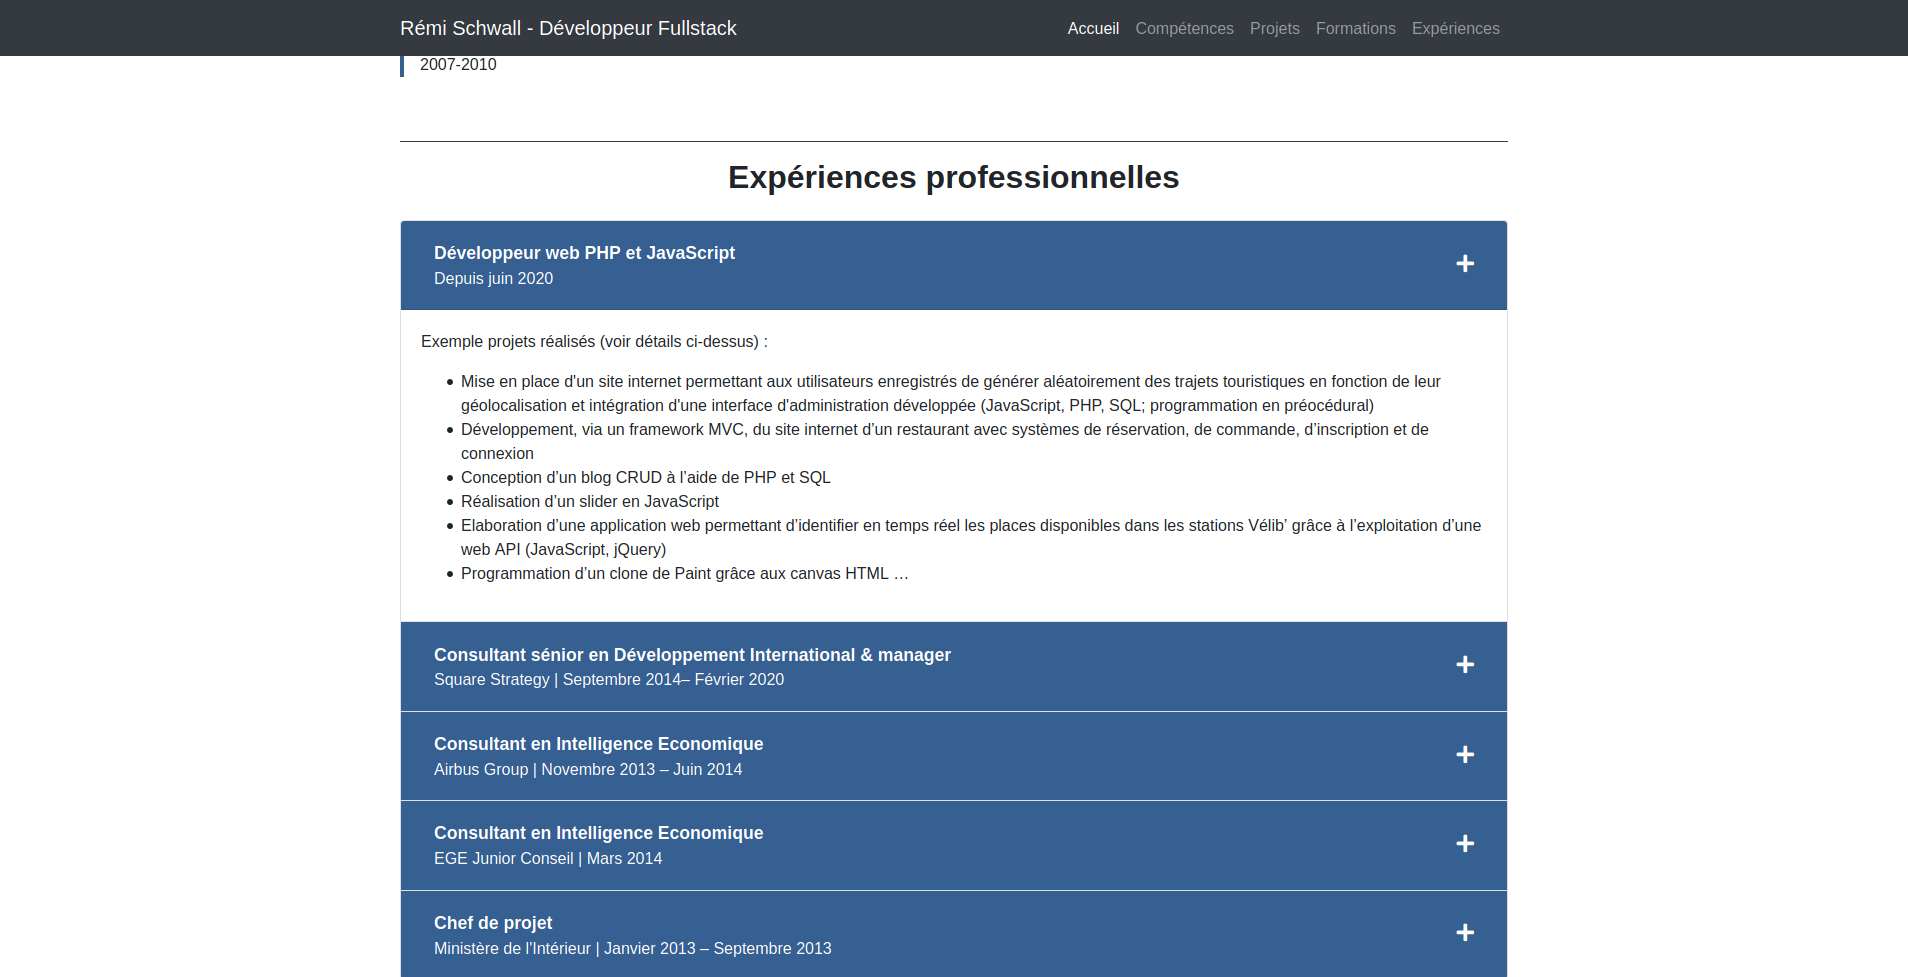 Rémi Schwall - Développeur Fullstack
Accueil Compétences Projets Formations Expériences
2007-2010
Expériences professionnelles
Développeur web PHP et JavaScript
Depuis juin 2020
Exemple projets réalisés (voir détails ci-dessus) :
• Mise en place d'un site internet permettant aux utilisateurs enregistrés de générer aléatoirement des trajets touristiques en fonction de leur
géolocalisation et intégration d'une interface d'administration développée (JavaScript, PHP, SQL; programmation en préocédural)
• Développement, via un framework MVC, du site internet d’un restaurant avec systèmes de réservation, de commande, d’inscription et de
connexion
• Conception d’un blog CRUD à l’aide de PHP et SQL
• Réalisation d’un slider en JavaScript
• Elaboration d’une application web permettant d’identifier en temps réel les places disponibles dans les stations Vélib’ grâce à l’exploitation d’une
web API (JavaScript, jQuery)
• Programmation d’un clone de Paint grâce aux canvas HTML …
Consultant sénior en Développement International & manager
Square Strategy | Septembre 2014– Février 2020
Consultant en Intelligence Economique
Airbus Group | Novembre 2013 – Juin 2014
Consultant en Intelligence Economique
EGE Junior Conseil | Mars 2014
Chef de projet
Ministère de l'Intérieur | Janvier 2013 – Septembre 2013